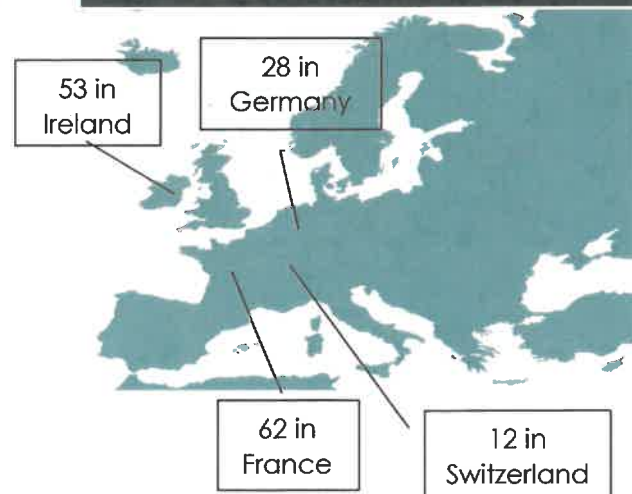 53 in
Ireland
28 in
Germany
62 in
France
12 in
Switzerland